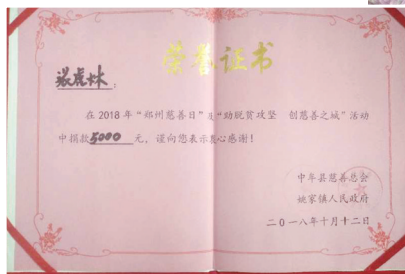 荣誉证书
梁虎林：
在2018年“郑州慈善日”及“助脱贫攻坚 创慈善之城”活动
中捐款5000元，谨向您表示衷心感谢！
中牟县慈善总会
姚家镇人民政府
二〇一八年十月十二日